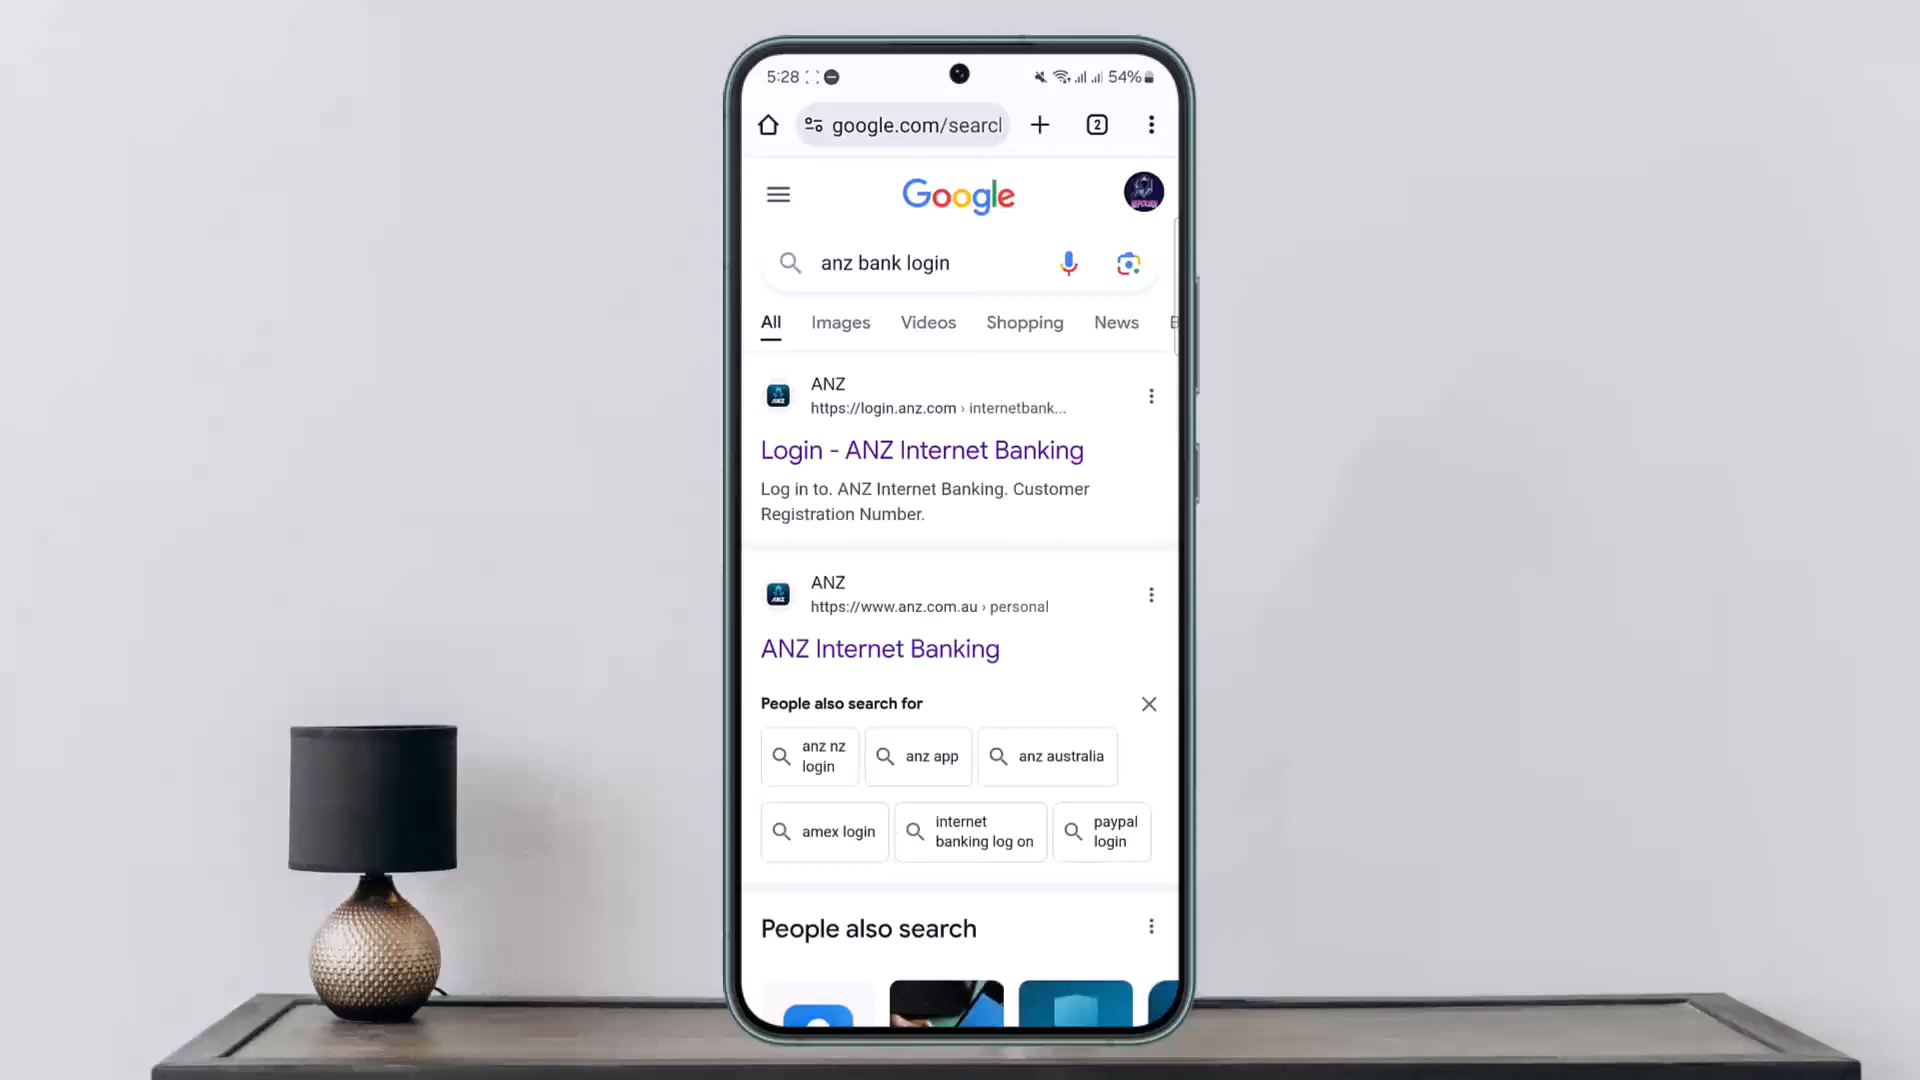 5:28
54%
google.com/search
2
Google
anz bank login
All Images Videos Shopping News
ANZ
https://login.anz.com › internetbank...
Login - ANZ Internet Banking
Log in to. ANZ Internet Banking. Customer
Registration Number.
ANZ
https://www.anz.com.au › personal
ANZ Internet Banking
People also search for
anz nz
login
anz app
anz australia
amex login
internet
banking log on
paypal
login
People also search